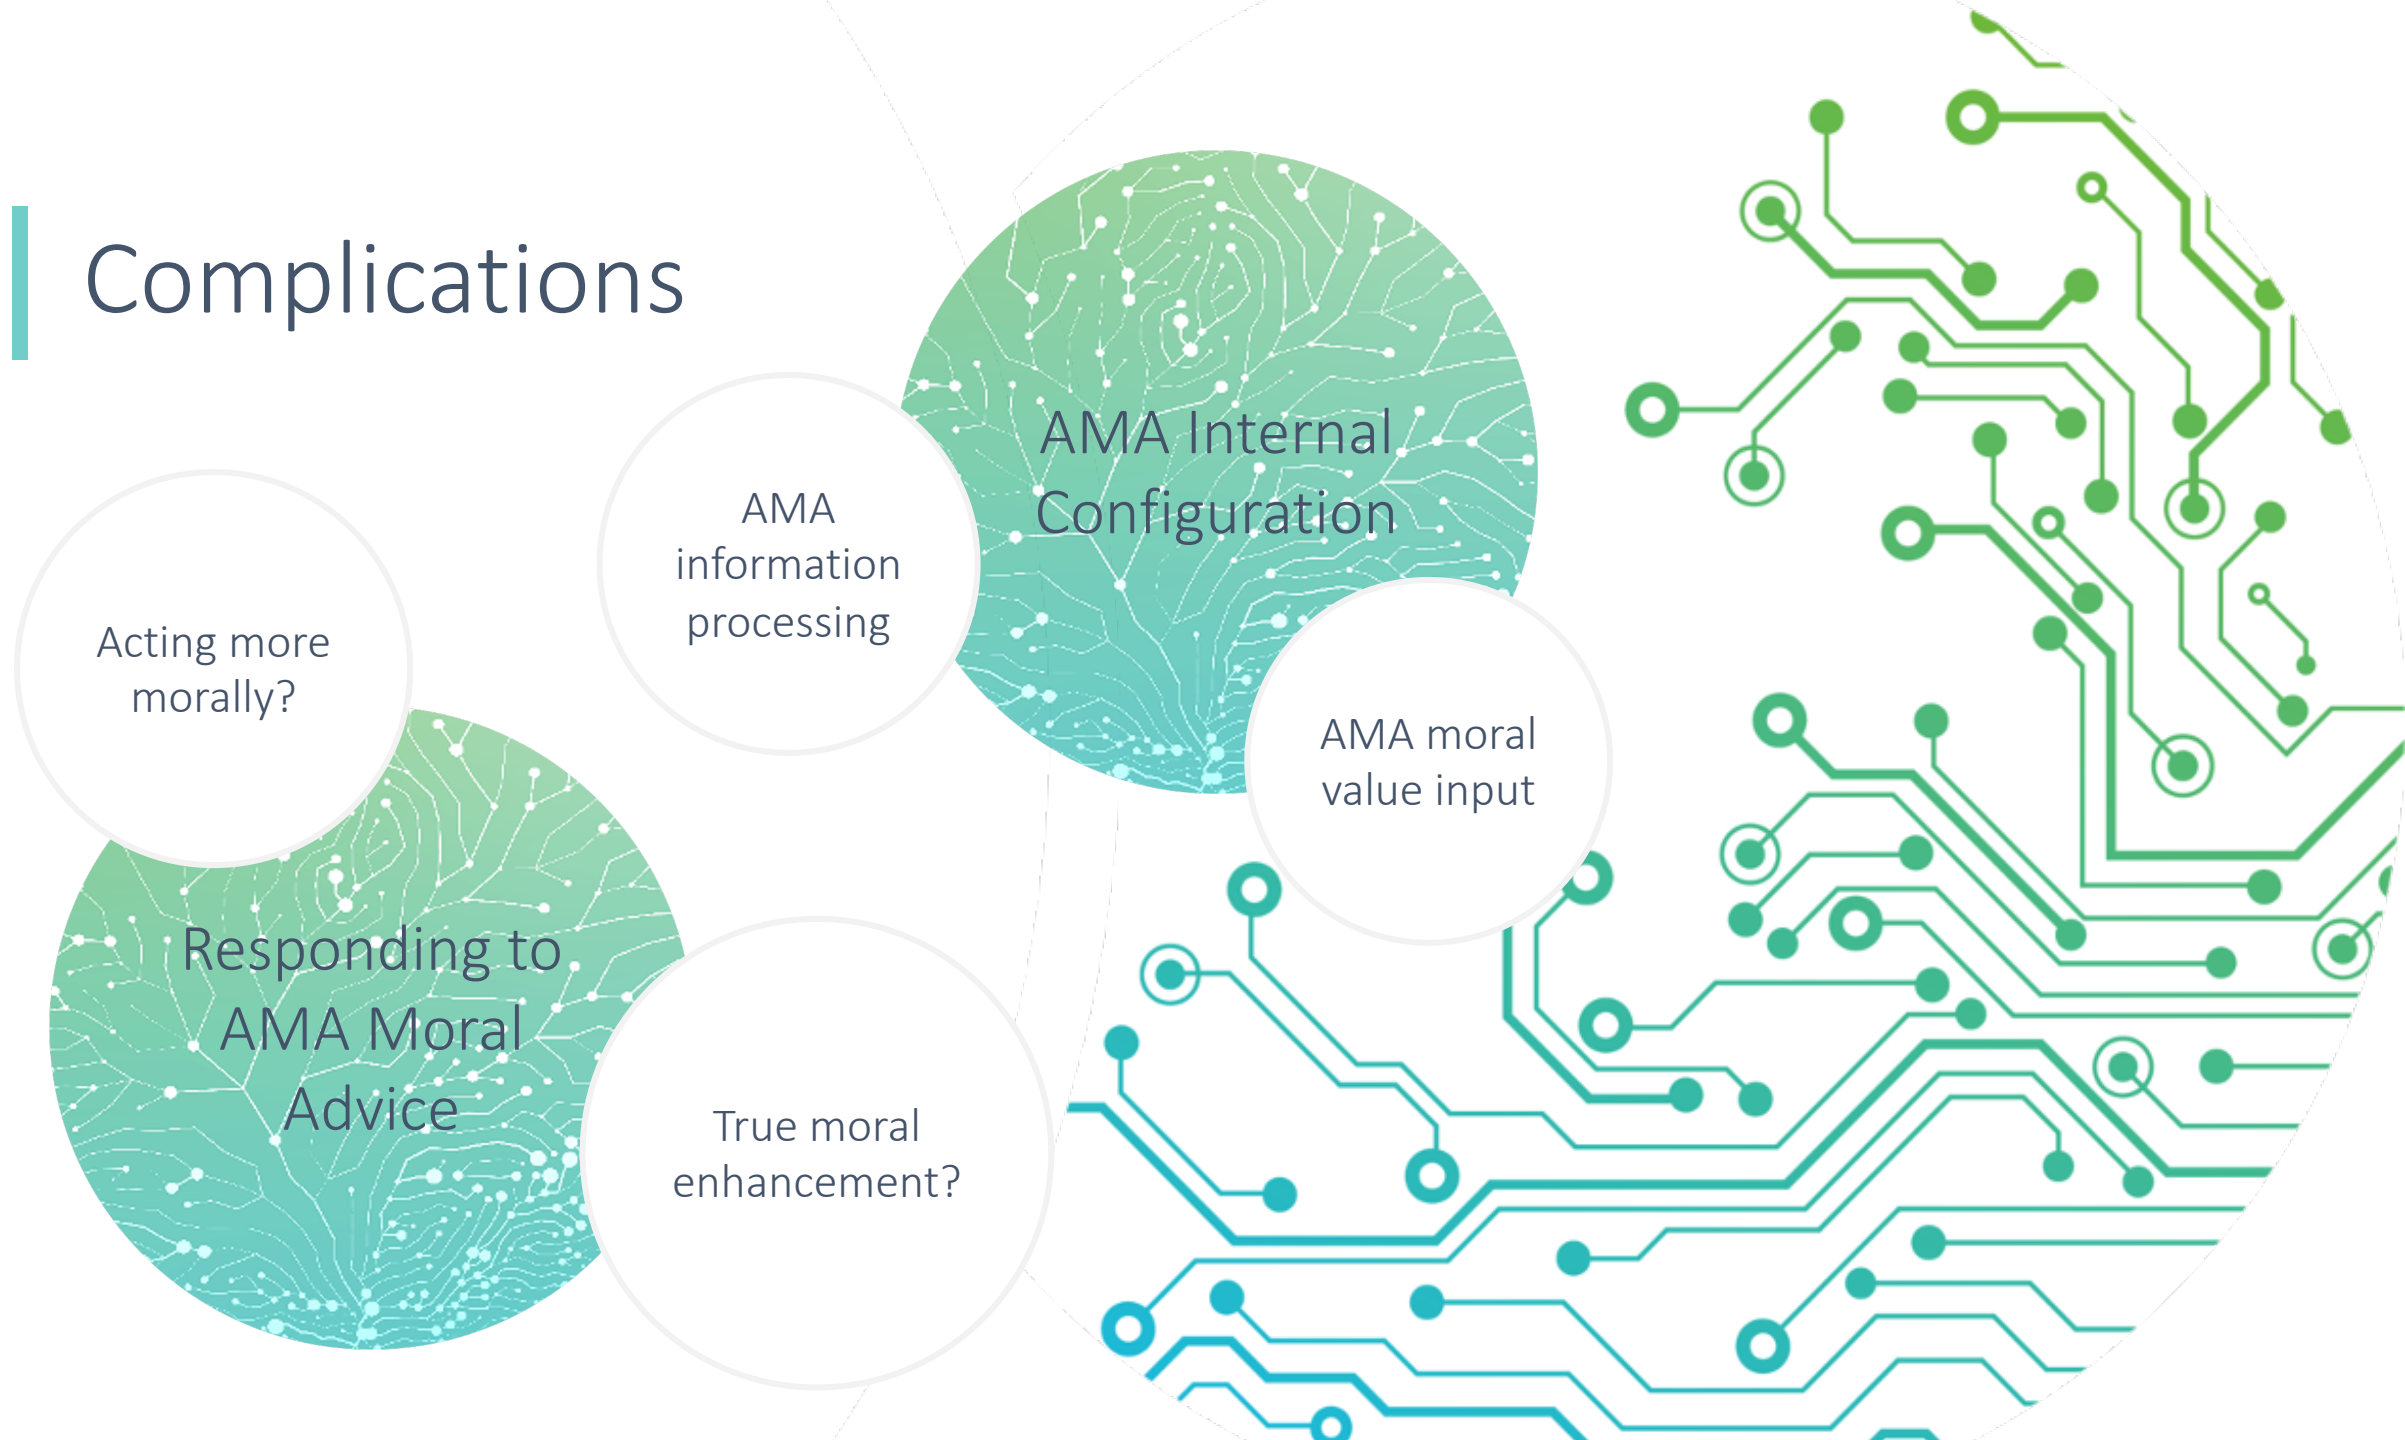 Complications
AMA Internal
Configuration
AMA
information
processing
AMA moral
value input
Acting more
morally?
Responding to
AMA Moral
Advice
True moral
enhancement?